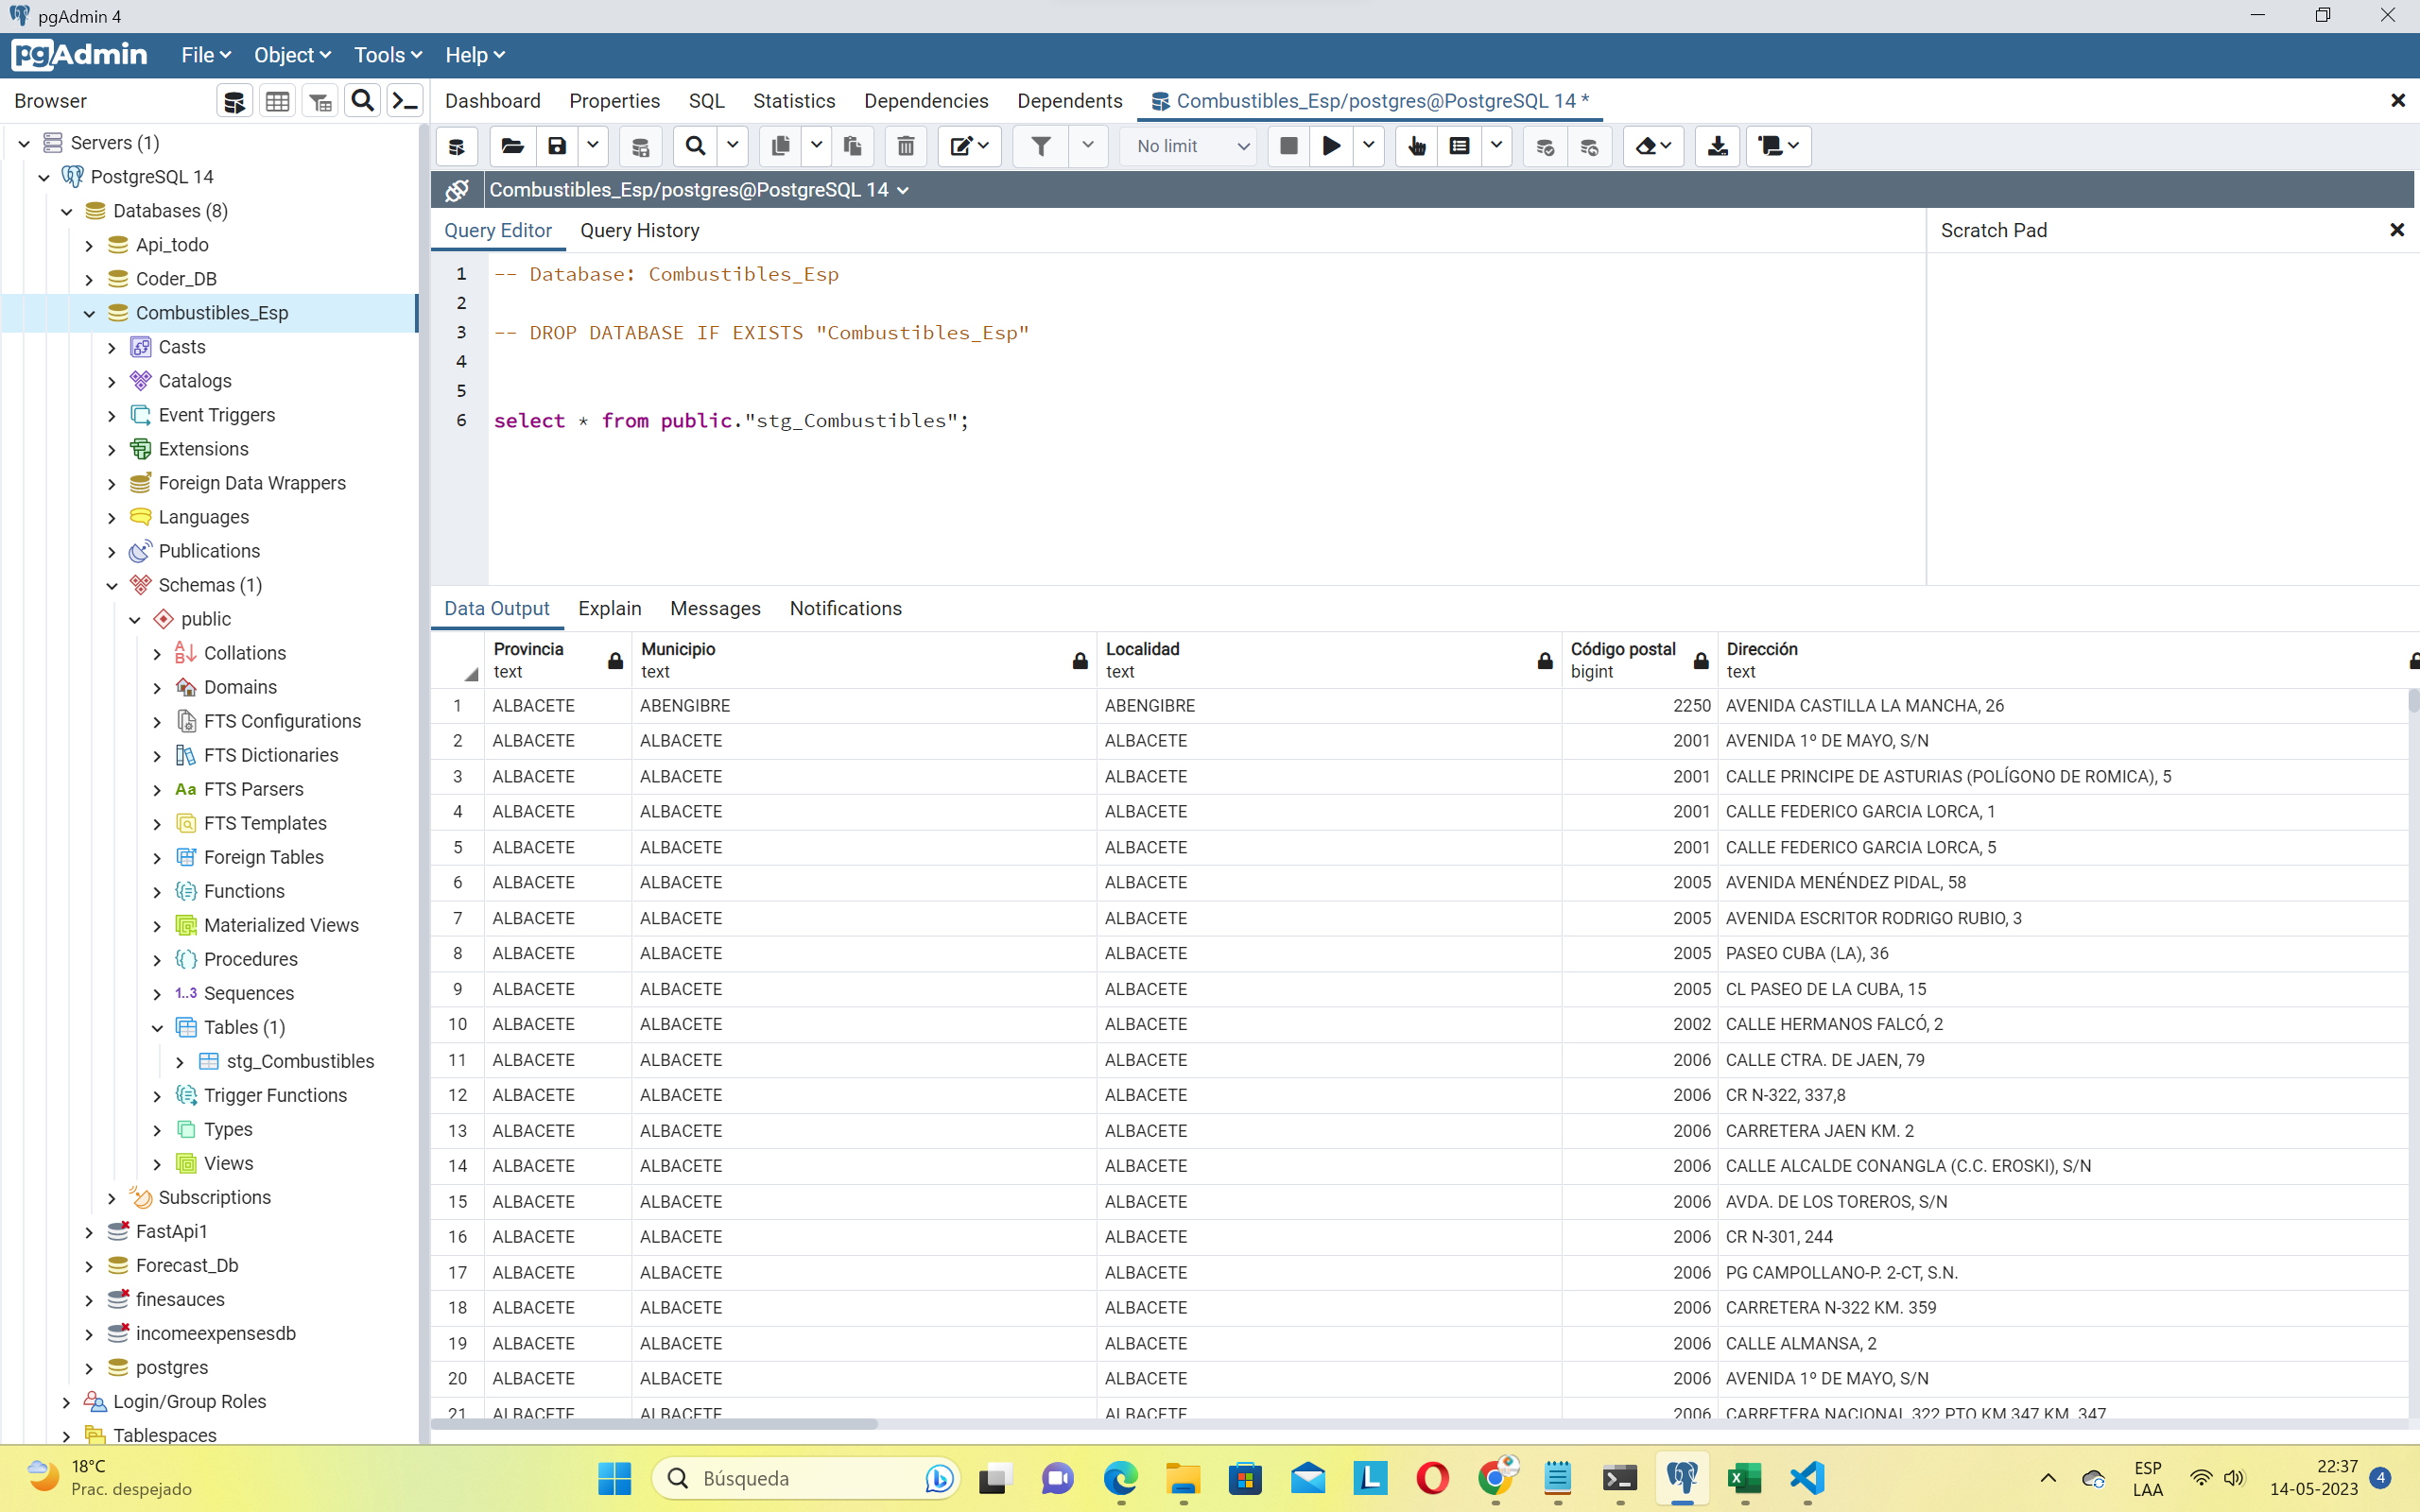 pgAdmin 4
pgAdmin File Object Tools Help
Browser
Dashboard Properties SQL Statistics Dependencies Dependents Combustibles_Esp/postgres@PostgreSQL 14 *
No limit
Combustibles_Esp/postgres@PostgreSQL 14
Query Editor Query History
Scratch Pad
Servers (1)
PostgreSQL 14
Databases (8)
Api_todo
Coder_DB
Combustibles_Esp
Casts
Catalogs
Event Triggers
Extensions
Foreign Data Wrappers
Languages
Publications
Schemas (1)
public
Collations
Domains
FTS Configurations
FTS Dictionaries
Aa FTS Parsers
FTS Templates
Foreign Tables
Functions
Materialized Views
Procedures
1..3 Sequences
Tables (1)
stg_Combustibles
Trigger Functions
Types
Views
Subscriptions
FastApi1
Forecast_Db
finesauces
incomeexpensesdb
postgres
Login/Group Roles
Tablespaces
1 -- Database: Combustibles_Esp
2
3 -- DROP DATABASE IF EXISTS "Combustibles_Esp"
4
5
6 select * from public."stg_Combustibles";
Data Output Explain Messages Notifications
Provincia Municipio Localidad Código postal Dirección
text text text bigint text
1 ALBACETE ABENGIBRE ABENGIBRE 2250 AVENIDA CASTILLA LA MANCHA, 26
2 ALBACETE ALBACETE ALBACETE 2001 AVENIDA 1º DE MAYO, S/N
3 ALBACETE ALBACETE ALBACETE 2001 CALLE PRINCIPE DE ASTURIAS (POLÍGONO DE ROMICA), 5
4 ALBACETE ALBACETE ALBACETE 2001 CALLE FEDERICO GARCIA LORCA, 1
5 ALBACETE ALBACETE ALBACETE 2001 CALLE FEDERICO GARCIA LORCA, 5
6 ALBACETE ALBACETE ALBACETE 2005 AVENIDA MENÉNDEZ PIDAL, 58
7 ALBACETE ALBACETE ALBACETE 2005 AVENIDA ESCRITOR RODRIGO RUBIO, 3
8 ALBACETE ALBACETE ALBACETE 2005 PASEO CUBA (LA), 36
9 ALBACETE ALBACETE ALBACETE 2005 CL PASEO DE LA CUBA, 15
10 ALBACETE ALBACETE ALBACETE 2002 CALLE HERMANOS FALCÓ, 2
11 ALBACETE ALBACETE ALBACETE 2006 CALLE CTRA. DE JAEN, 79
12 ALBACETE ALBACETE ALBACETE 2006 CR N-322, 337,8
13 ALBACETE ALBACETE ALBACETE 2006 CARRETERA JAEN KM. 2
14 ALBACETE ALBACETE ALBACETE 2006 CALLE ALCALDE CONANGLA (C.C. EROSKI), S/N
15 ALBACETE ALBACETE ALBACETE 2006 AVDA. DE LOS TOREROS, S/N
16 ALBACETE ALBACETE ALBACETE 2006 CR N-301, 244
17 ALBACETE ALBACETE ALBACETE 2006 PG CAMPOLLANO-P. 2-CT, S.N.
18 ALBACETE ALBACETE ALBACETE 2006 CARRETERA N-322 KM. 359
19 ALBACETE ALBACETE ALBACETE 2006 CALLE ALMANSA, 2
20 ALBACETE ALBACETE ALBACETE 2006 AVENIDA 1º DE MAYO, S/N
21 ALBACETE ALBACETE ALBACETE 2006 CARRETERA NACIONAL 322 PTO KM 347 KM. 347
18°C
Prac. despejado
Búsqueda
ESP
LAA
22:37
14-05-2023
4